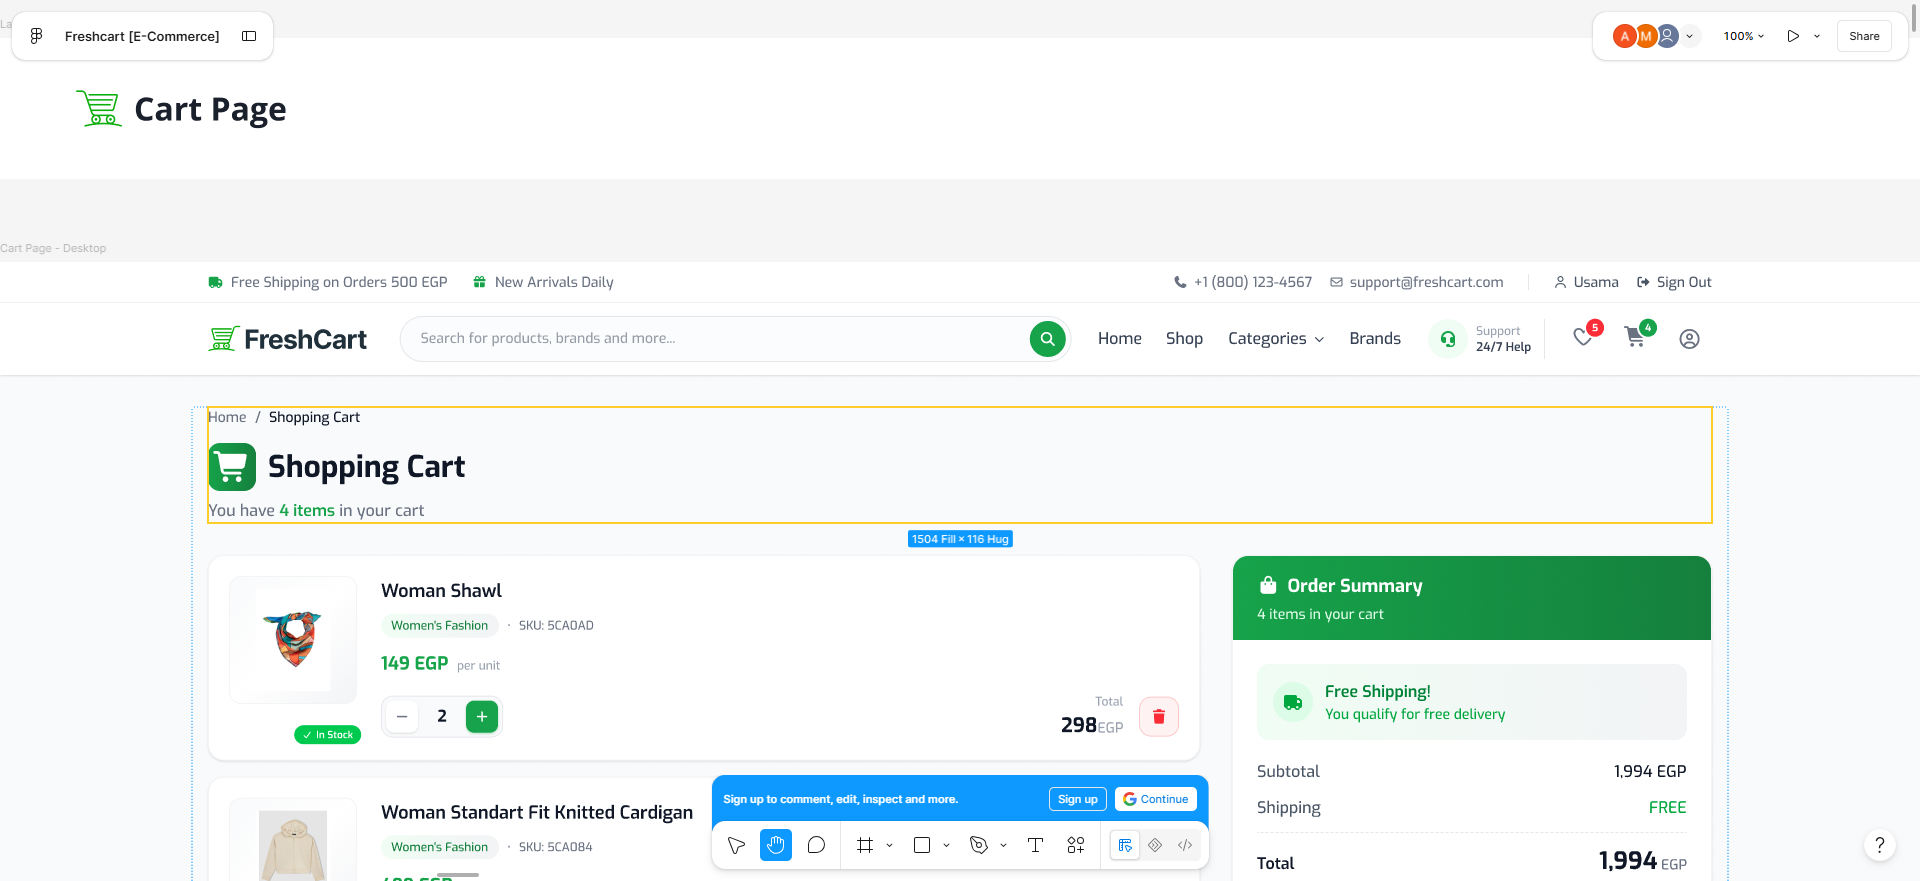 Freshcart [E-Commerce]
A
M
100%
Share
Cart Page
Cart Page - Desktop
Free Shipping on Orders 500 EGP
New Arrivals Daily
+1 (800) 123-4567
support@freshcart.com
Usama
Sign Out
FreshCart
Search for products, brands and more...
Home
Shop
Categories
Brands
Support
24/7 Help
5
4
Home / Shopping Cart
Shopping Cart
You have 4 items in your cart
1504 Fill × 116 Hug
Woman Shawl
Women's Fashion · SKU: 5CA0AD
149 EGP per unit
2
Total
298EGP
In Stock
Order Summary
4 items in your cart
Free Shipping!
You qualify for free delivery
Subtotal 1,994 EGP
Shipping FREE
Total 1,994 EGP
Woman Standart Fit Knitted Cardigan
Women's Fashion · SKU: 5CA084
Sign up to comment, edit, inspect and more.
Sign up
Continue
?